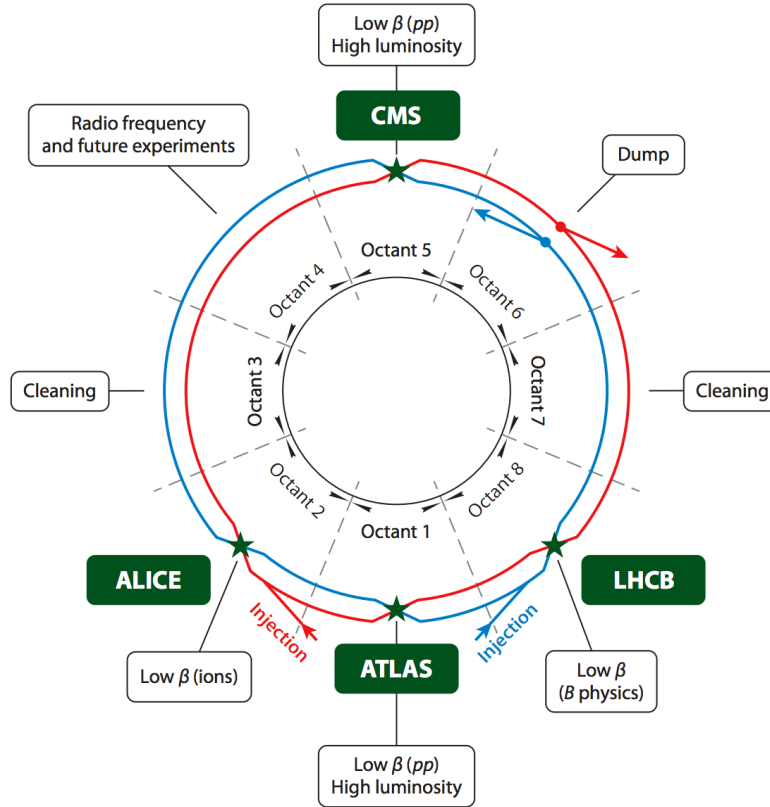 Low β (pp)
High luminosity
CMS
Radio frequency
and future experiments
Dump
Octant 5
Octant 4
Octant 6
Octant 3
Octant 7
Cleaning
Cleaning
Octant 2
Octant 8
Octant 1
ALICE
LHCB
Injection
Injection
ATLAS
Low β (ions)
Low β
(B physics)
Low β (pp)
High luminosity